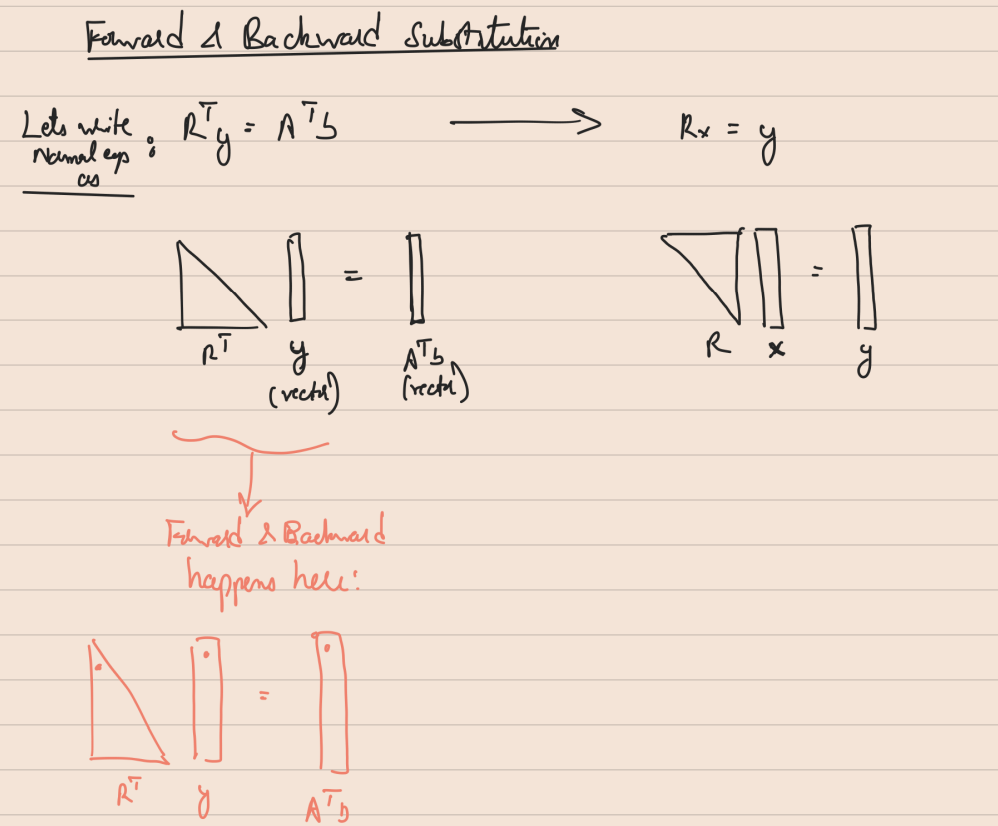 Forward & Backward Substitution
Lets write
Normal eqs :
as
R^T y = A^T b → Rx = y
= =
R^T y A^T b R x y
(vector) (vector)
Forward & Backward
happens here:
=
R^T y A^T b